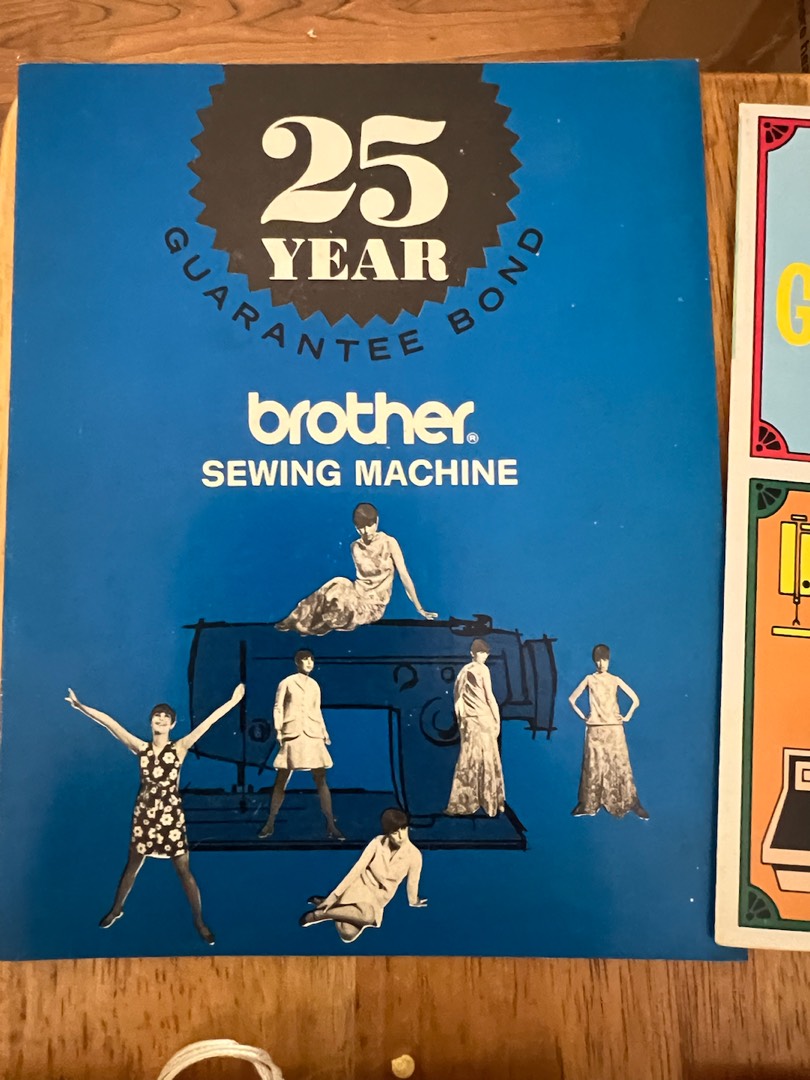 25
YEAR
GUARANTEE BOND
brother®
SEWING MACHINE
G